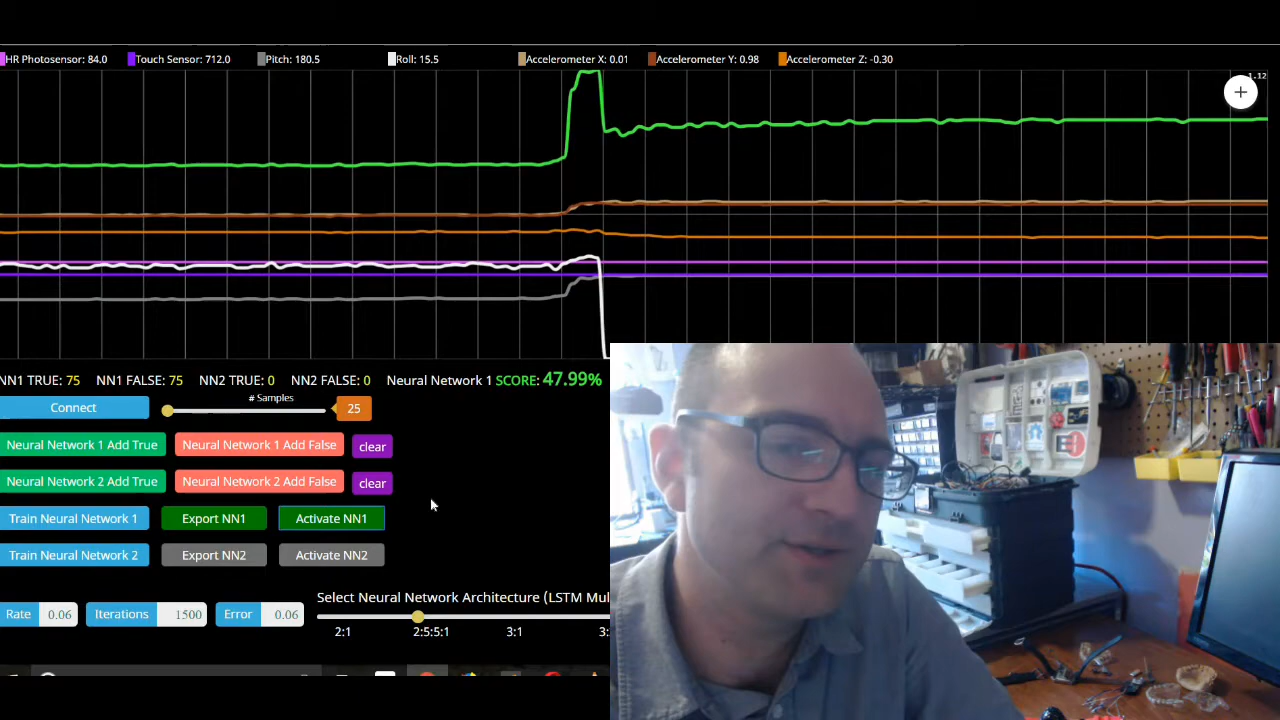 HR Photosensor: 84.0 Touch Sensor: 712.0 Pitch: 180.5 Roll: 15.5 Accelerometer X: 0.01 Accelerometer Y: 0.98 Accelerometer Z: -0.30
1.12
+
NN1 TRUE: 75 NN1 FALSE: 75 NN2 TRUE: 0 NN2 FALSE: 0 Neural Network 1 SCORE: 47.99%
# Samples
Connect 25
Neural Network 1 Add True Neural Network 1 Add False clear
Neural Network 2 Add True Neural Network 2 Add False clear
Train Neural Network 1 Export NN1 Activate NN1
Train Neural Network 2 Export NN2 Activate NN2
Select Neural Network Architecture (LSTM Mul
Rate 0.06 Iterations 1500 Error 0.06
2:1 2:5:5:1 3:1 3: